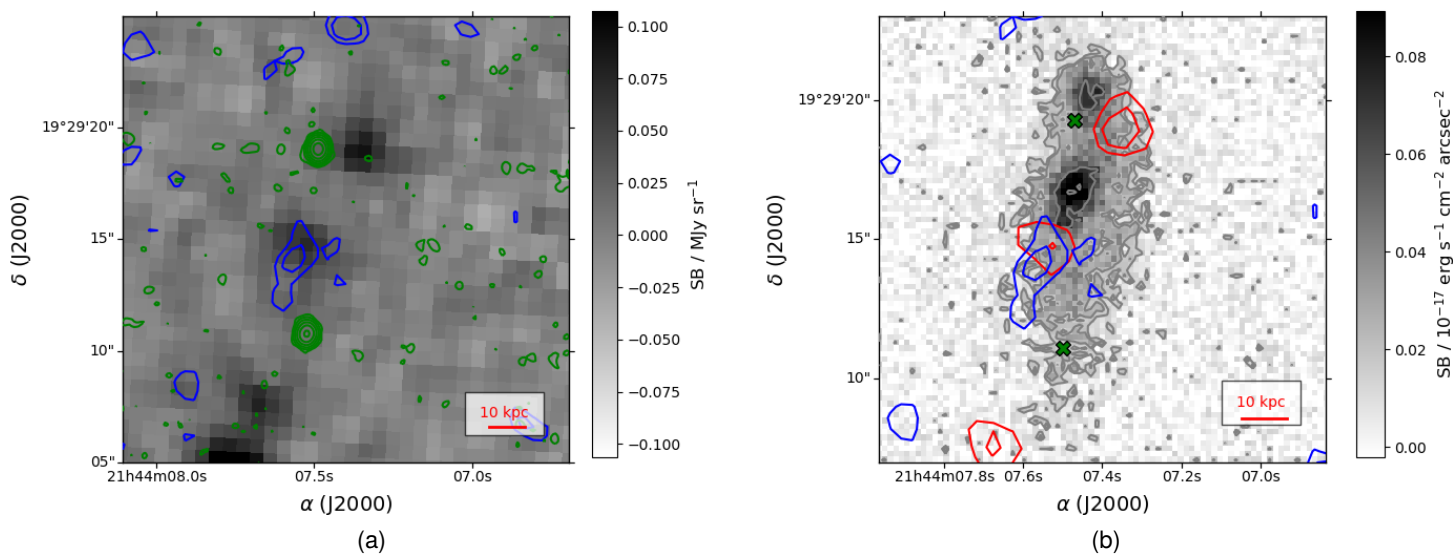 19°29'20"
15"
10"
05"
δ (J2000)
21h44m08.0s
07.5s
07.0s
α (J2000)
10 kpc
0.100
0.075
0.050
0.025
0.000
−0.025
−0.050
−0.075
−0.100
SB / MJy sr⁻¹
(a)
19°29'20"
15"
10"
δ (J2000)
21h44m07.8s
07.6s
07.4s
07.2s
07.0s
α (J2000)
10 kpc
0.08
0.06
0.04
0.02
0.00
SB / 10⁻¹⁷ erg s⁻¹ cm⁻² arcsec⁻²
(b)